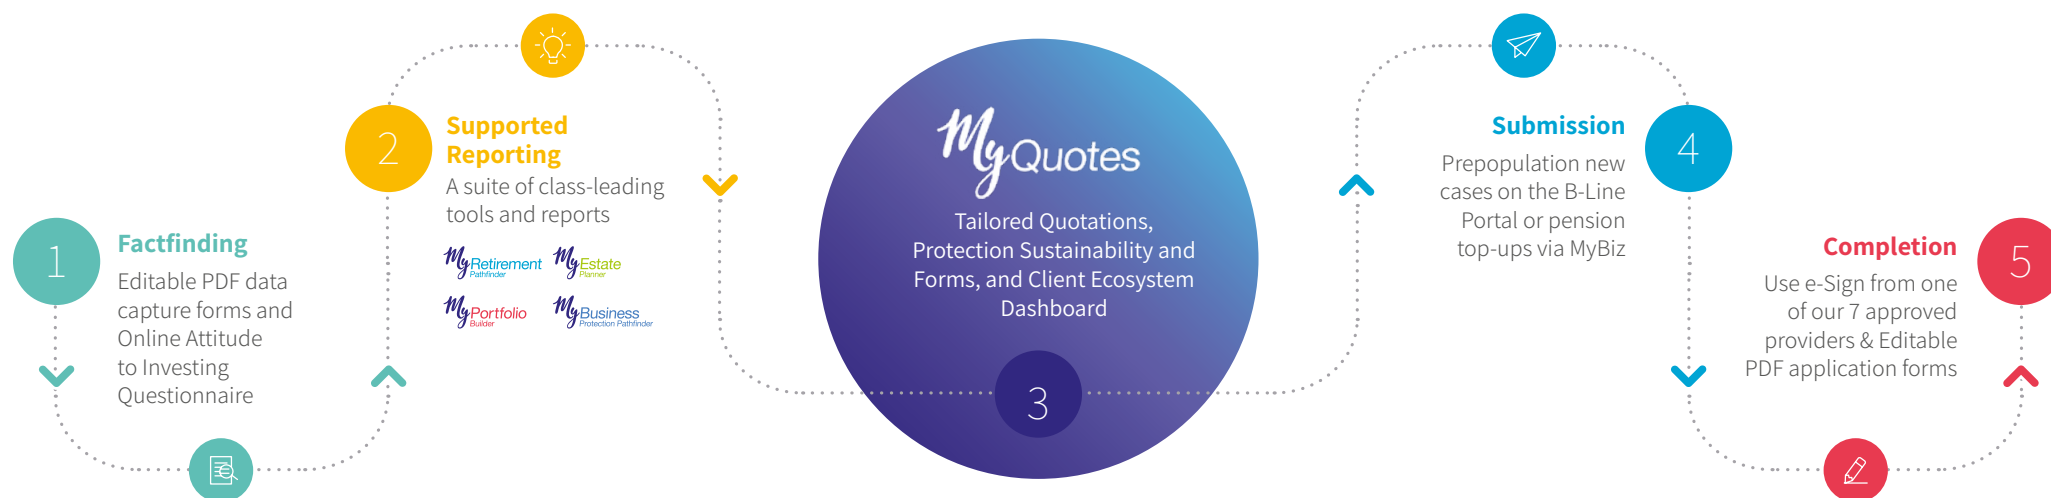 1
Factfinding
Editable PDF data
capture forms and
Online Attitude
to Investing
Questionnaire
2
Supported
Reporting
A suite of class-leading
tools and reports
MyRetirement
Pathfinder
MyEstate
Planner
MyPortfolio
Builder
MyBusiness
Protection Pathfinder
MyQuotes
Tailored Quotations,
Protection Sustainability and
Forms, and Client Ecosystem
Dashboard
3
Submission
Prepopulation new
cases on the B-Line
Portal or pension
top-ups via MyBiz
4
Completion
Use e-Sign from one
of our 7 approved
providers & Editable
PDF application forms
5